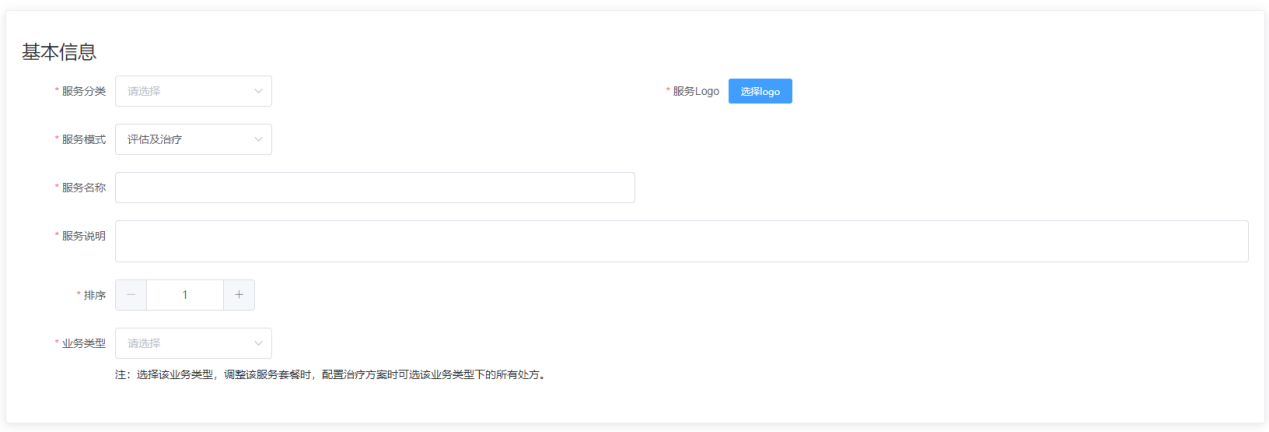 基本信息
* 服务分类 请选择 * 服务Logo 选择logo
* 服务模式 评估及治疗
* 服务名称
* 服务说明
* 排序 − 1 +
* 业务类型 请选择
注：选择该业务类型，调整该服务套餐时，配置治疗方案时可选该业务类型下的所有处方。